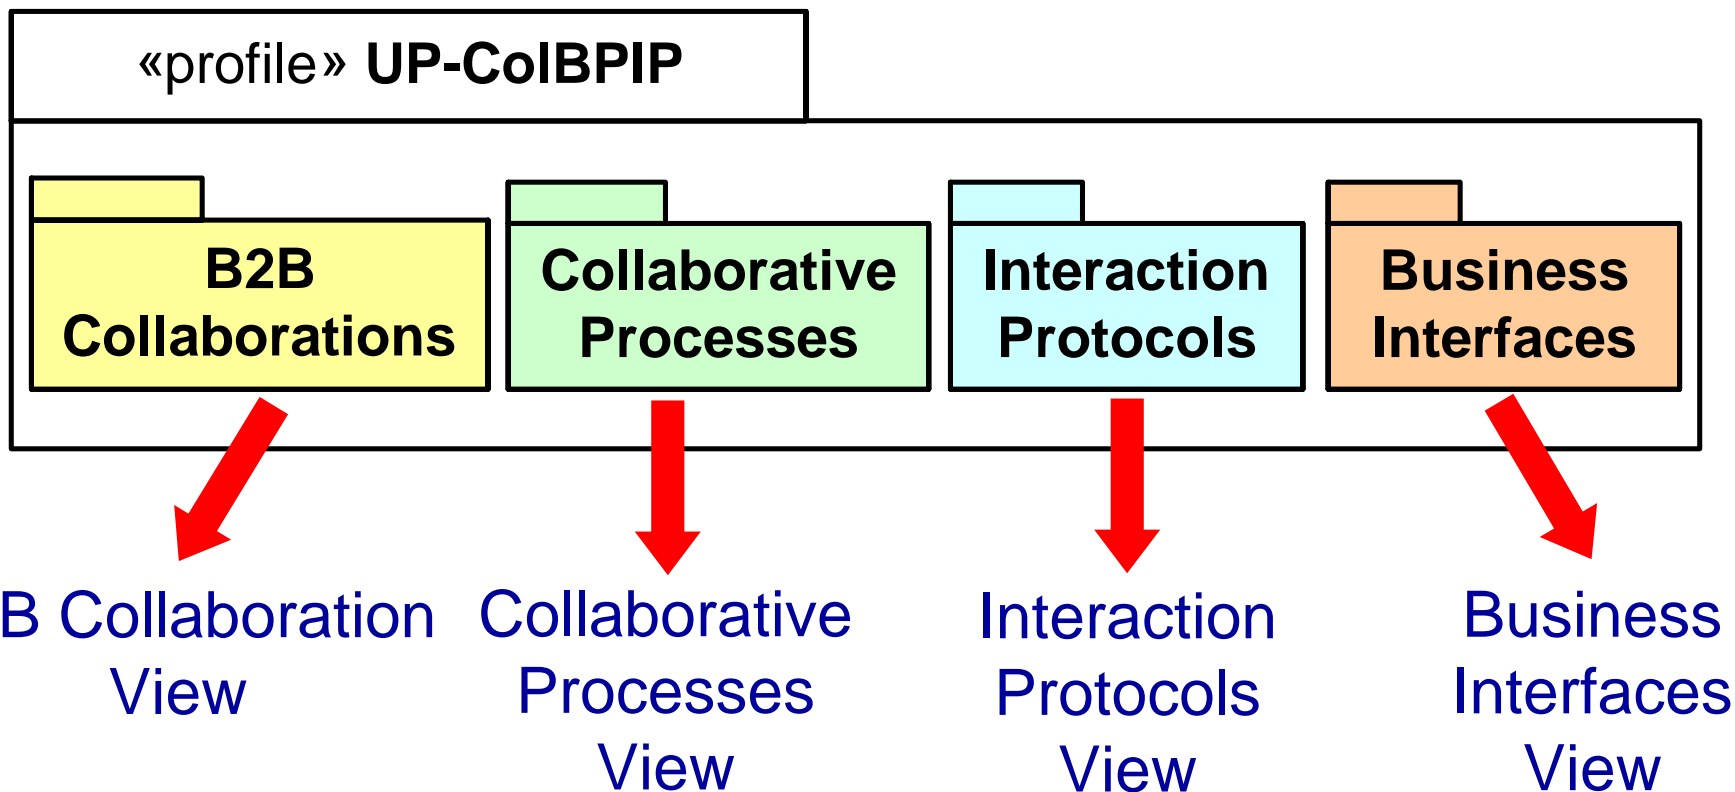 «profile» UP-ColBPIP
B2B
Collaborations
Collaborative
Processes
Interaction
Protocols
Business
Interfaces
B Collaboration
View
Collaborative
Processes
View
Interaction
Protocols
View
Business
Interfaces
View